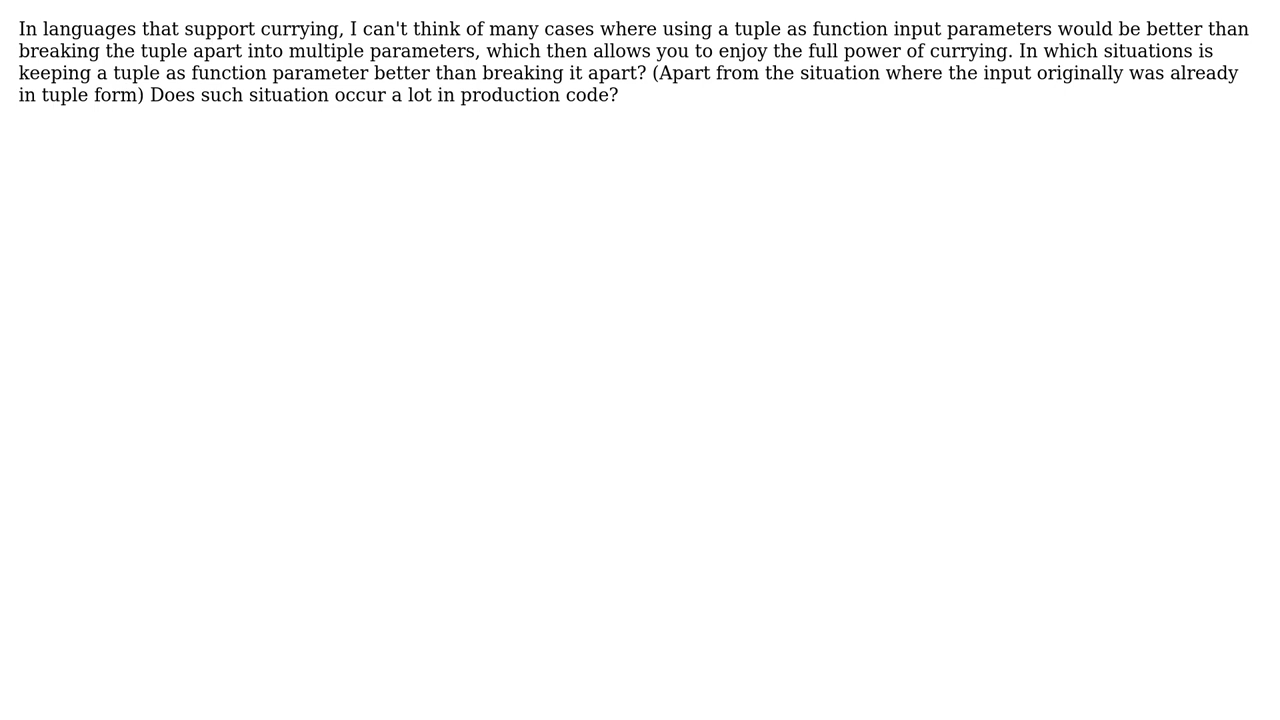 In languages that support currying, I can't think of many cases where using a tuple as function input parameters would be better than
breaking the tuple apart into multiple parameters, which then allows you to enjoy the full power of currying. In which situations is
keeping a tuple as function parameter better than breaking it apart? (Apart from the situation where the input originally was already
in tuple form) Does such situation occur a lot in production code?